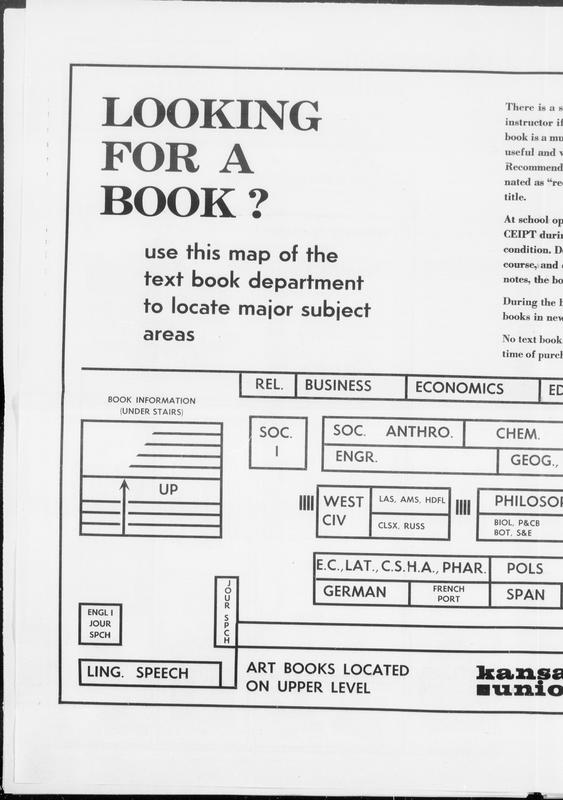 LOOKING
FOR A
BOOK?
use this map of the
text book department
to locate major subject
areas
There is a s
instructor if
book is a mu
useful and v
Recommend
nated as "re
title.
At school op
CEIPT durin
condition. D
course, and
notes, the bo
During the
books in new
No text book
time of purch
BOOK INFORMATION
(UNDER STAIRS)
UP
REL.
BUSINESS
ECONOMICS
ED
SOC.
I
SOC. ANTHRO.
CHEM.
ENGR.
GEOG.,
WEST
CIV
LAS, AMS, HDFL
CLSX, RUSS
PHILOSO
BIOL, P&CB
BOT, S&E
E.C., LAT., C.S.H.A., PHAR.
POLS
GERMAN
FRENCH
PORT
SPAN
JOUR SPCH
ENGL I
JOUR
SPCH
LING. SPEECH
ART BOOKS LOCATED
ON UPPER LEVEL
kansa
unio